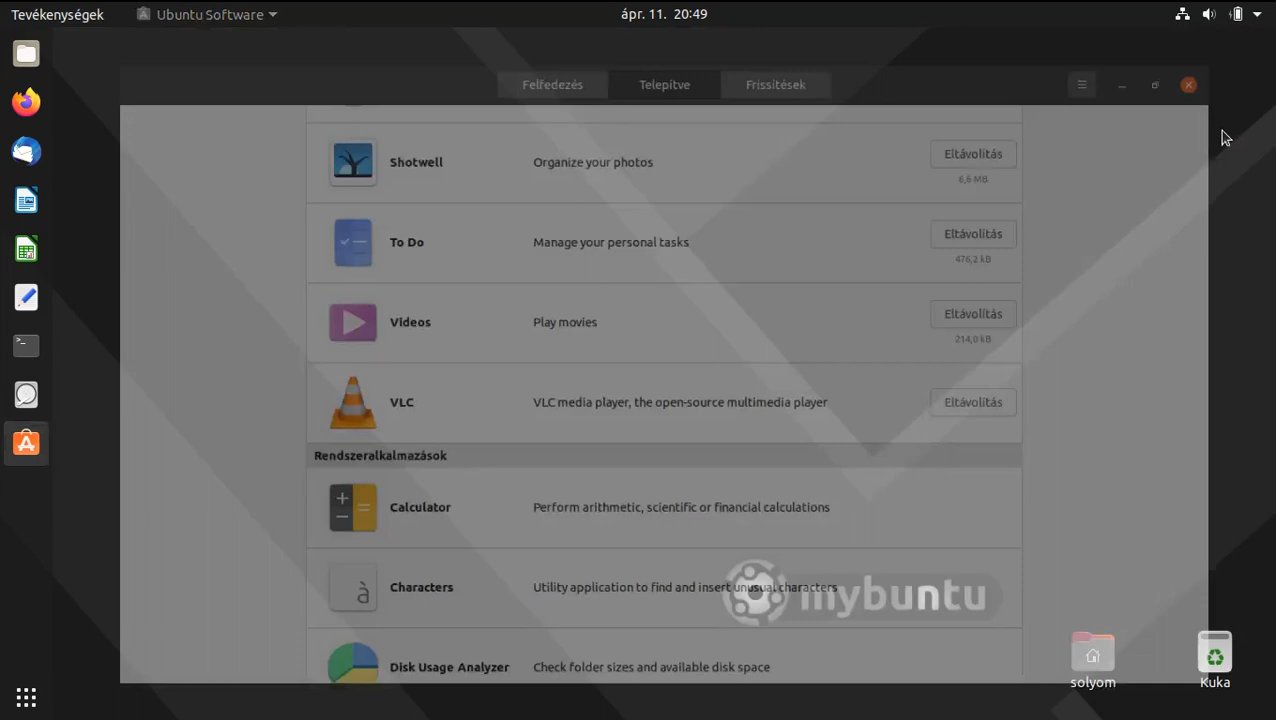 Tevékenységek
Ubuntu Software
ápr. 11. 20:49
Felfedezés
Telepítve
Frissítések
Shotwell
Organize your photos
Eltávolítás
6,6 MB
To Do
Manage your personal tasks
Eltávolítás
476,2 kB
Videos
Play movies
Eltávolítás
214,0 kB
VLC
VLC media player, the open-source multimedia player
Eltávolítás
Rendszeralkalmazások
Calculator
Perform arithmetic, scientific or financial calculations
Characters
Utility application to find and insert unusual characters
mybuntu
Disk Usage Analyzer
Check folder sizes and available disk space
solyom
Kuka